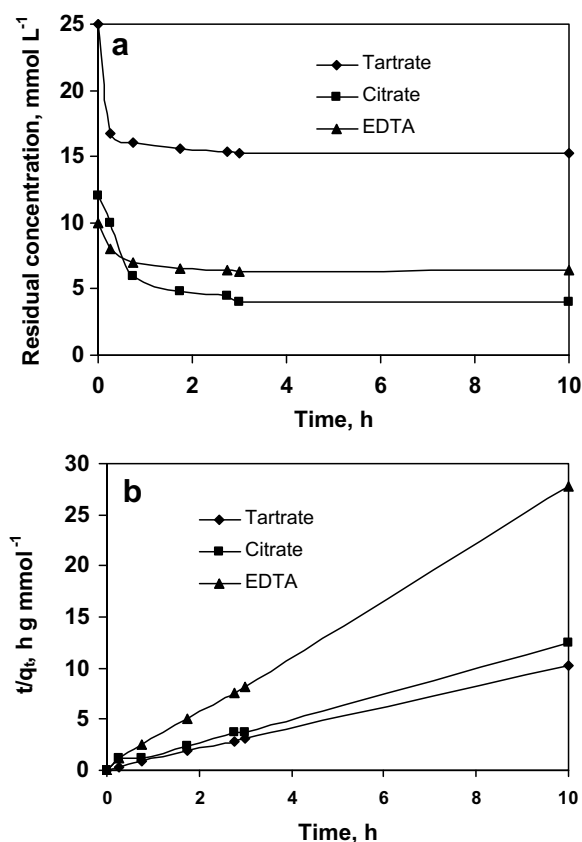 a
25
20
15
10
5
0
Residual concentration, mmol L⁻¹
Tartrate
Citrate
EDTA
0 2 4 6 8 10
Time, h
b
30
25
20
15
10
5
0
t/qₜ, h g mmol⁻¹
Tartrate
Citrate
EDTA
0 2 4 6 8 10
Time, h